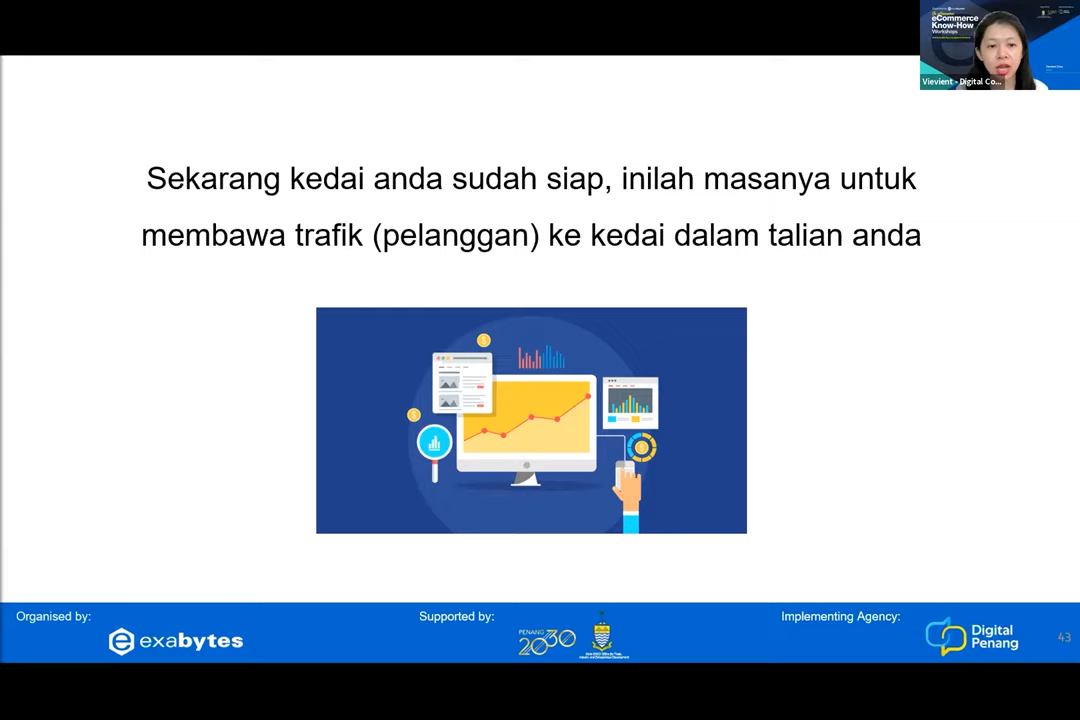 eCommerce
Know-How
Workshops
Vievient - Digital Co...
Sekarang kedai anda sudah siap, inilah masanya untuk
membawa trafik (pelanggan) ke kedai dalam talian anda
Organised by:
exabytes
Supported by:
PENANG
2030
Implementing Agency:
Digital
Penang
43